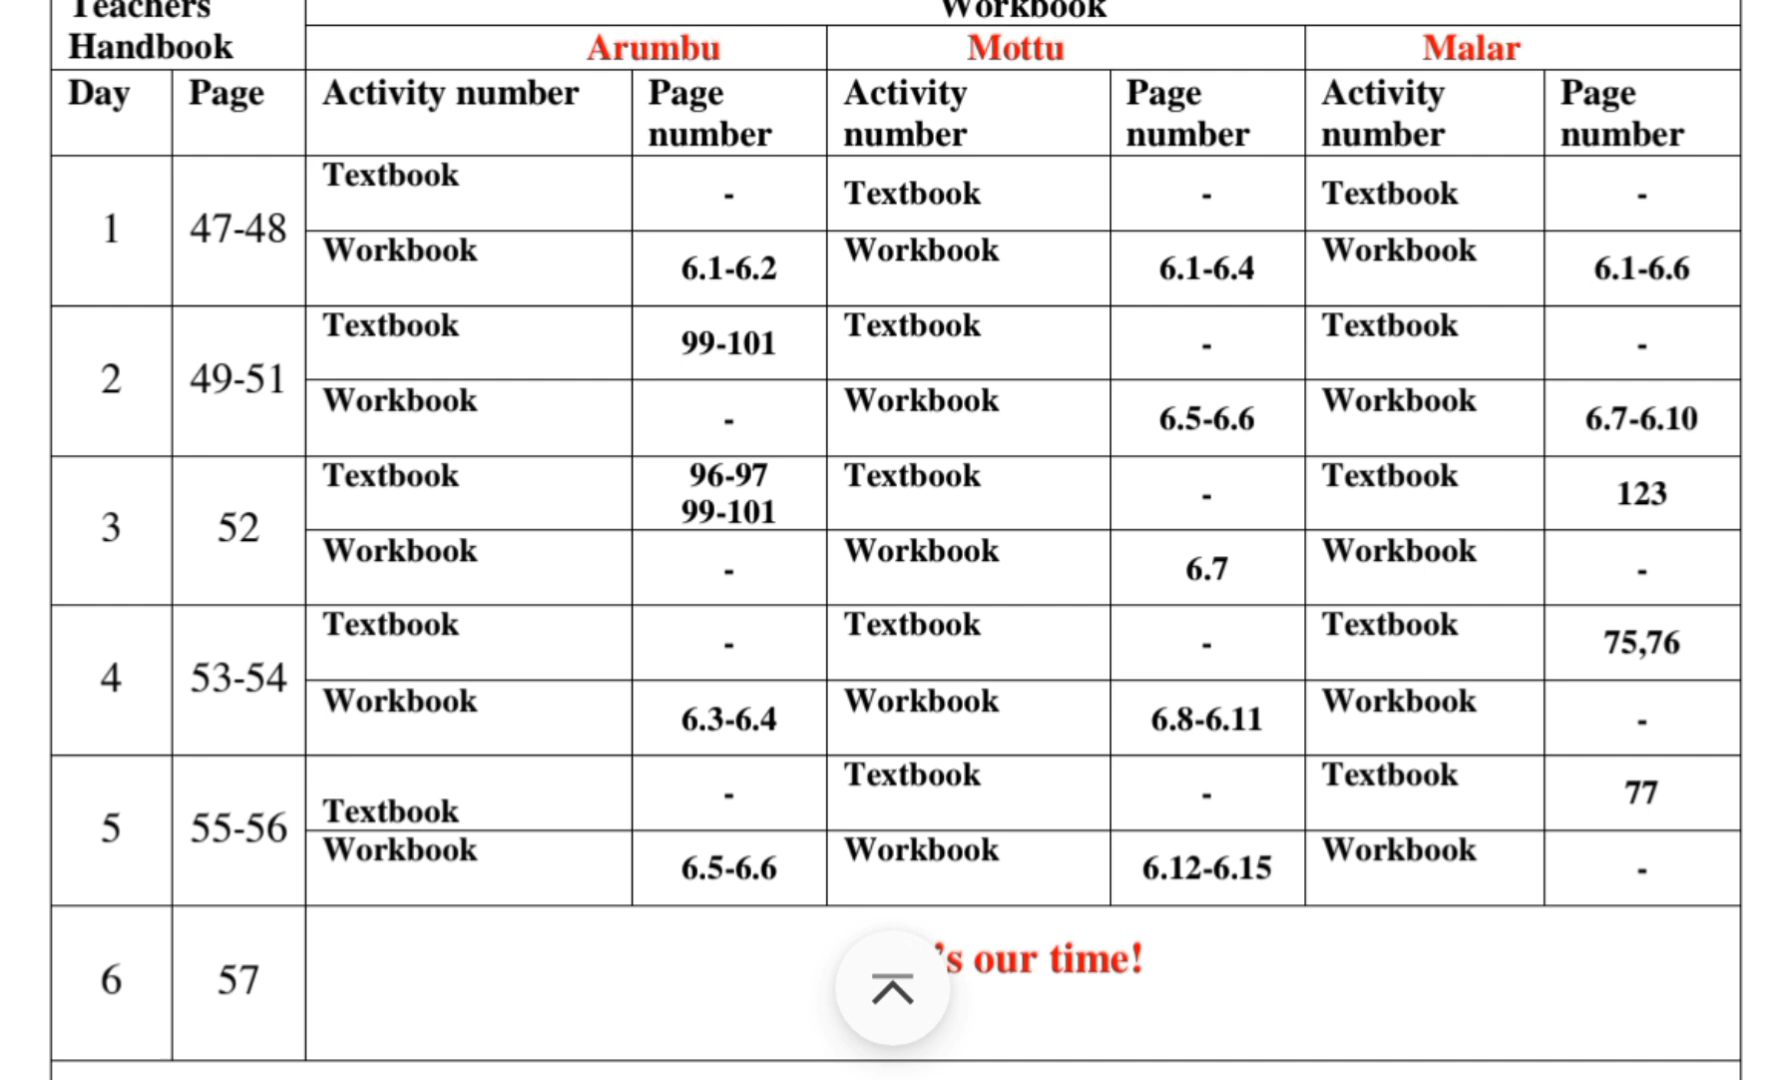 Teachers Workbook
Handbook Arumbu Mottu Malar
Day Page Activity number Page number Activity number Page number Activity number Page number
1 47-48 Textbook - Textbook - Textbook -
Workbook 6.1-6.2 Workbook 6.1-6.4 Workbook 6.1-6.6
2 49-51 Textbook 99-101 Textbook - Textbook -
Workbook - Workbook 6.5-6.6 Workbook 6.7-6.10
3 52 Textbook 96-97 99-101 Textbook - Textbook 123
Workbook - Workbook 6.7 Workbook -
4 53-54 Textbook - Textbook - Textbook 75,76
Workbook 6.3-6.4 Workbook 6.8-6.11 Workbook -
5 55-56 Textbook - Textbook - Textbook 77
Workbook 6.5-6.6 Workbook 6.12-6.15 Workbook -
6 57 's our time!